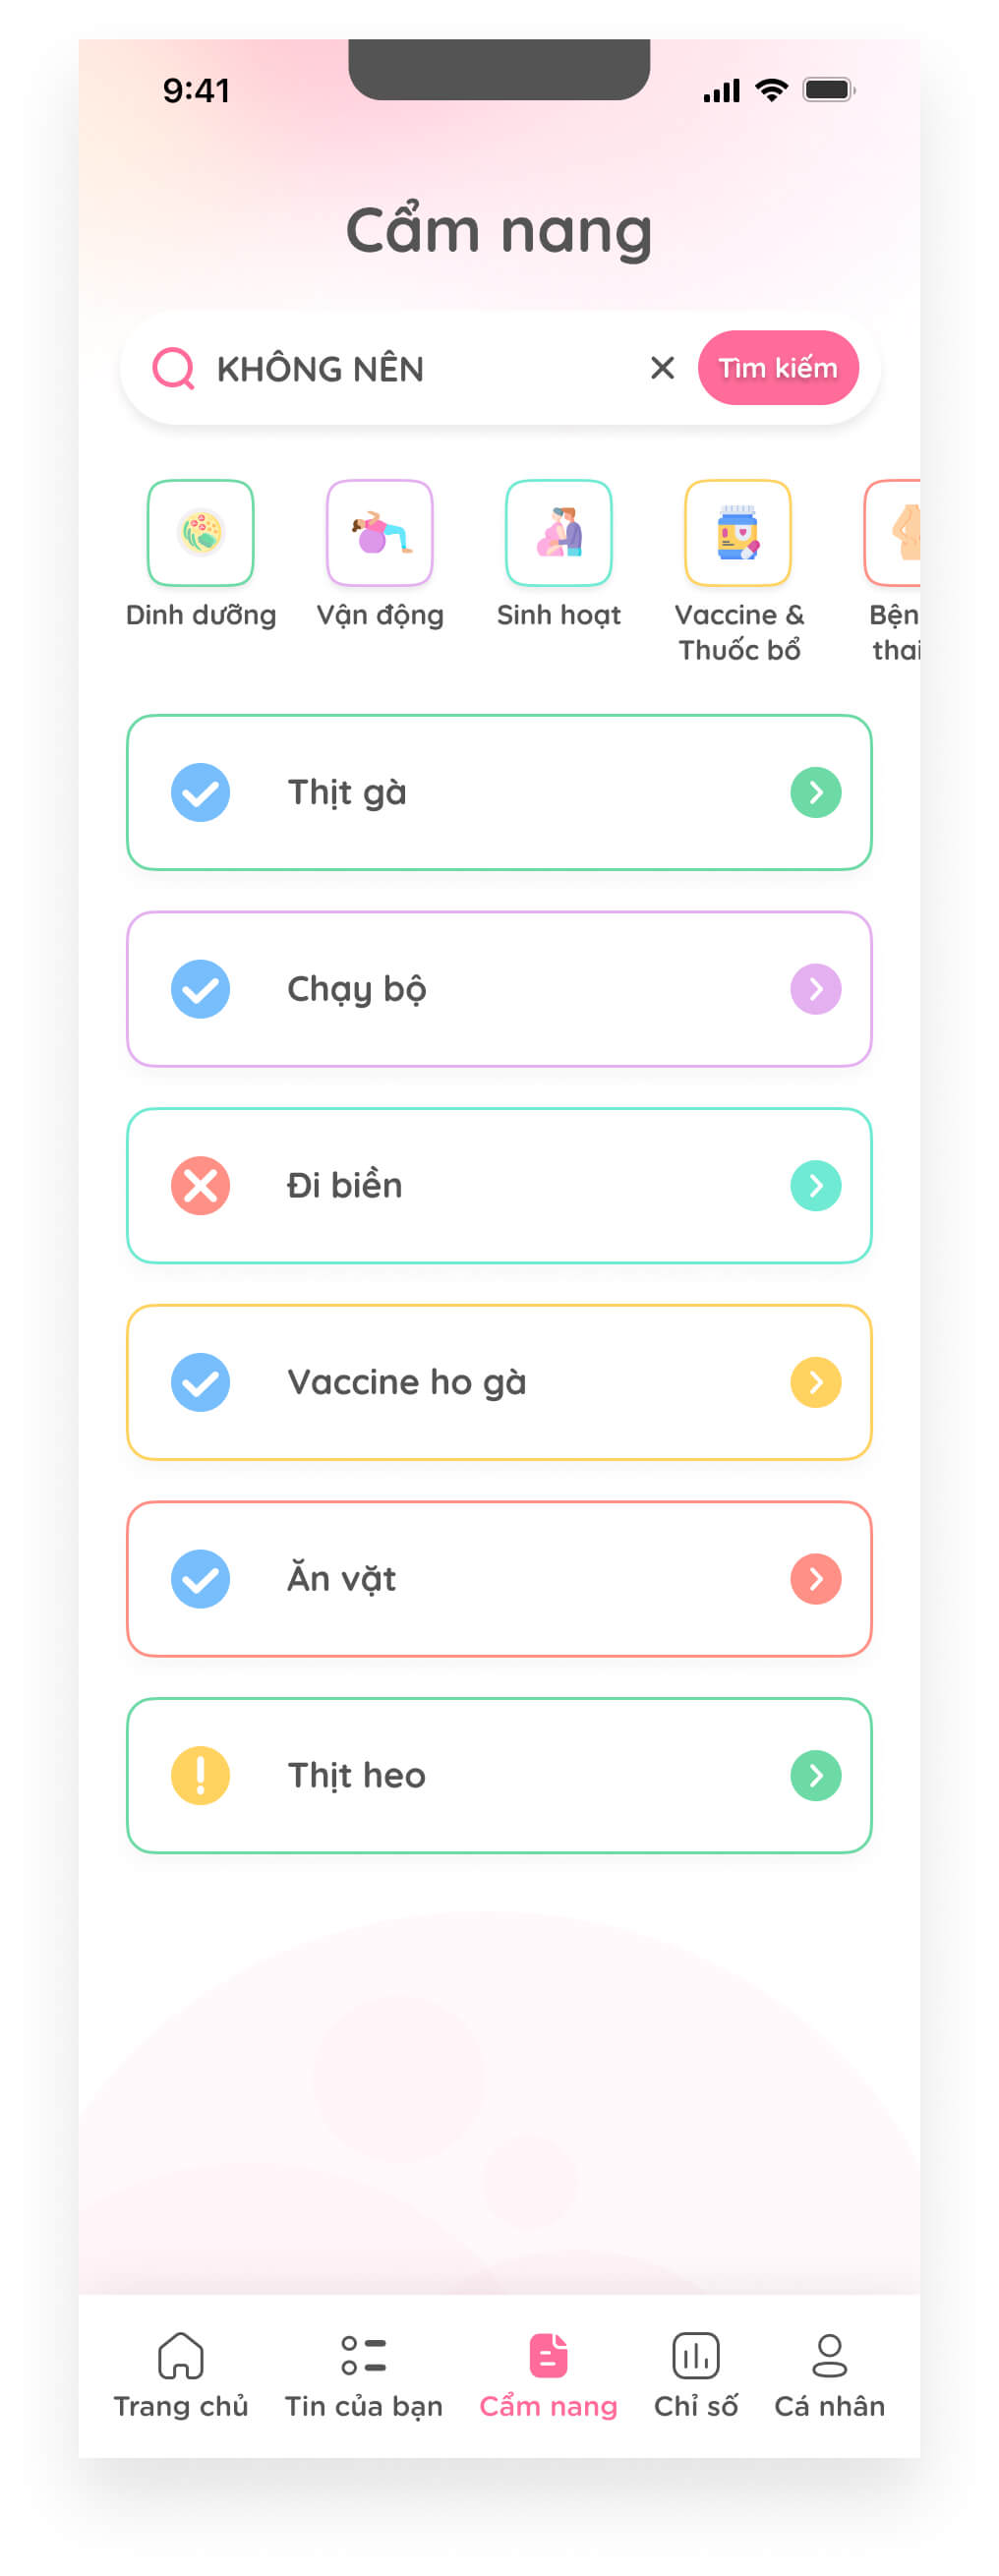 9:41
Cẩm nang
KHÔNG NÊN
Tìm kiếm
Dinh dưỡng
Vận động
Sinh hoạt
Vaccine &
Thuốc bổ
Bện
thai
Thịt gà
Chạy bộ
Đi biền
Vaccine ho gà
Ăn vặt
Thịt heo
Trang chủ
Tin của bạn
Cẩm nang
Chỉ số
Cá nhân